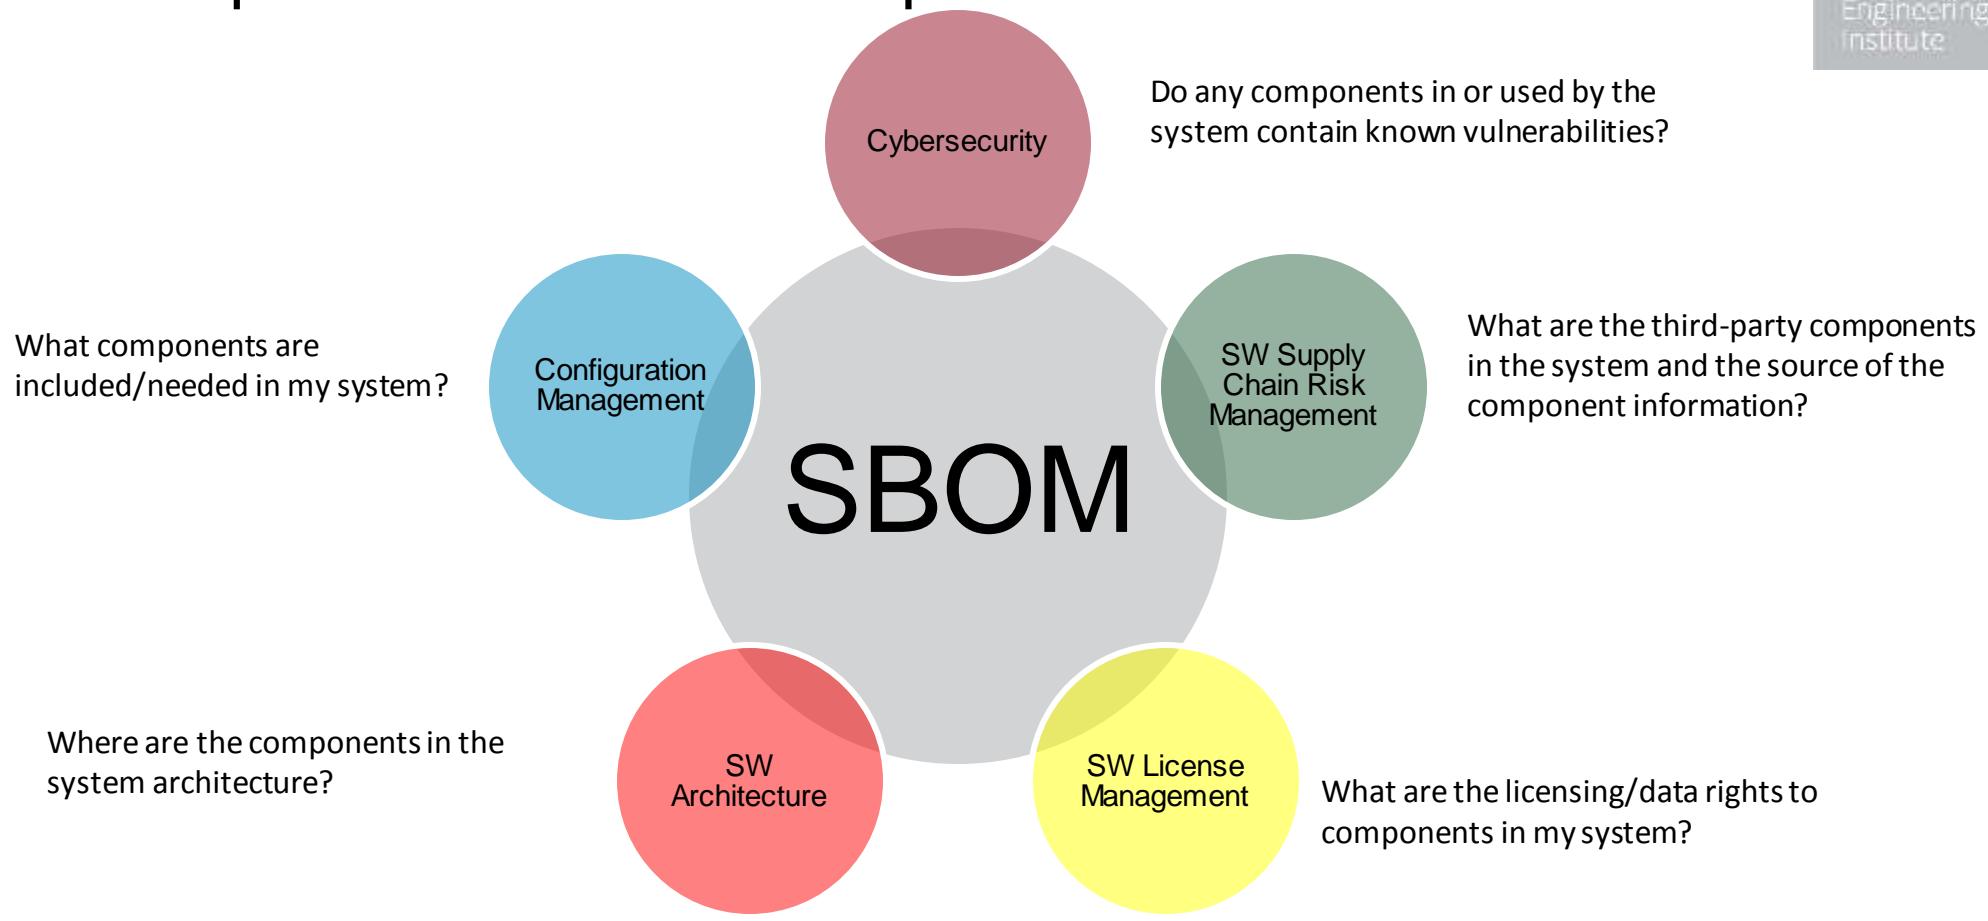 Engineering
Institute
Cybersecurity
Do any components in or used by the
system contain known vulnerabilities?
What components are
included/needed in my system?
Configuration
Management
SW Supply
Chain Risk
Management
What are the third-party components
in the system and the source of the
component information?
SBOM
Where are the components in the
system architecture?
SW
Architecture
SW License
Management
What are the licensing/data rights to
components in my system?